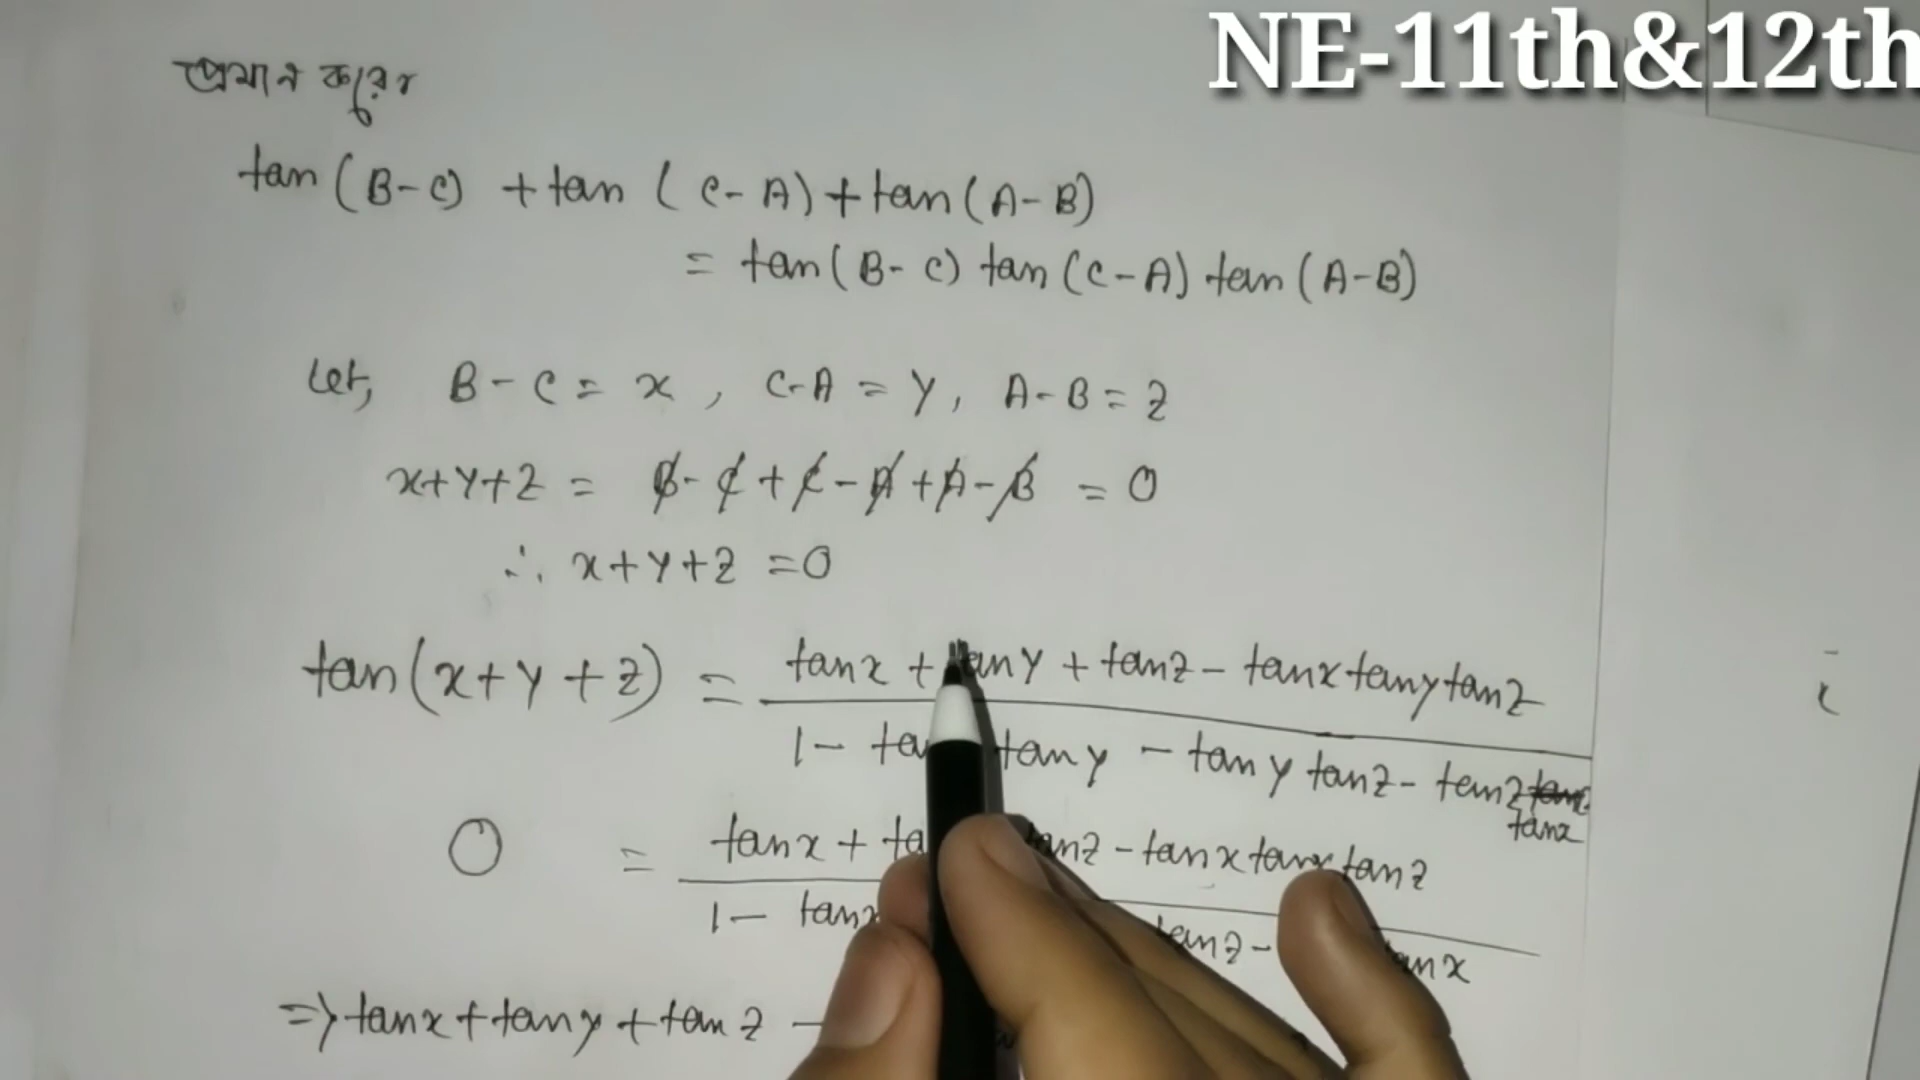 NE-11th&12th
প্রমান করোর
tan (B-C) + tan (C-A) + tan (A-B)
= tan (B-C) tan (C-A) tan (A-B)
Let, B-C = x, C-A = y, A-B = z
x+y+z = B-C+C-A+A-B = 0
∴ x+y+z = 0
tan(x+y+z) = tanx + tany + tanz - tanx tany tanz
1- tany - tany tanz - tanz
tanx
0 = tanx + tanz - tanx tanx tanz
1- tanx tanz- tanx
⇒ tanx + tany + tanz -